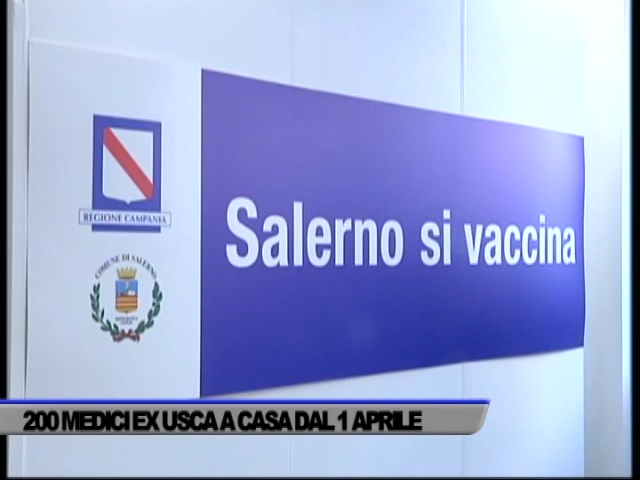 REGIONE CAMPANIA
COMUNE DI SALERNO
Salerno si vaccina
200 MEDICI EX USCA A CASA DAL 1 APRILE